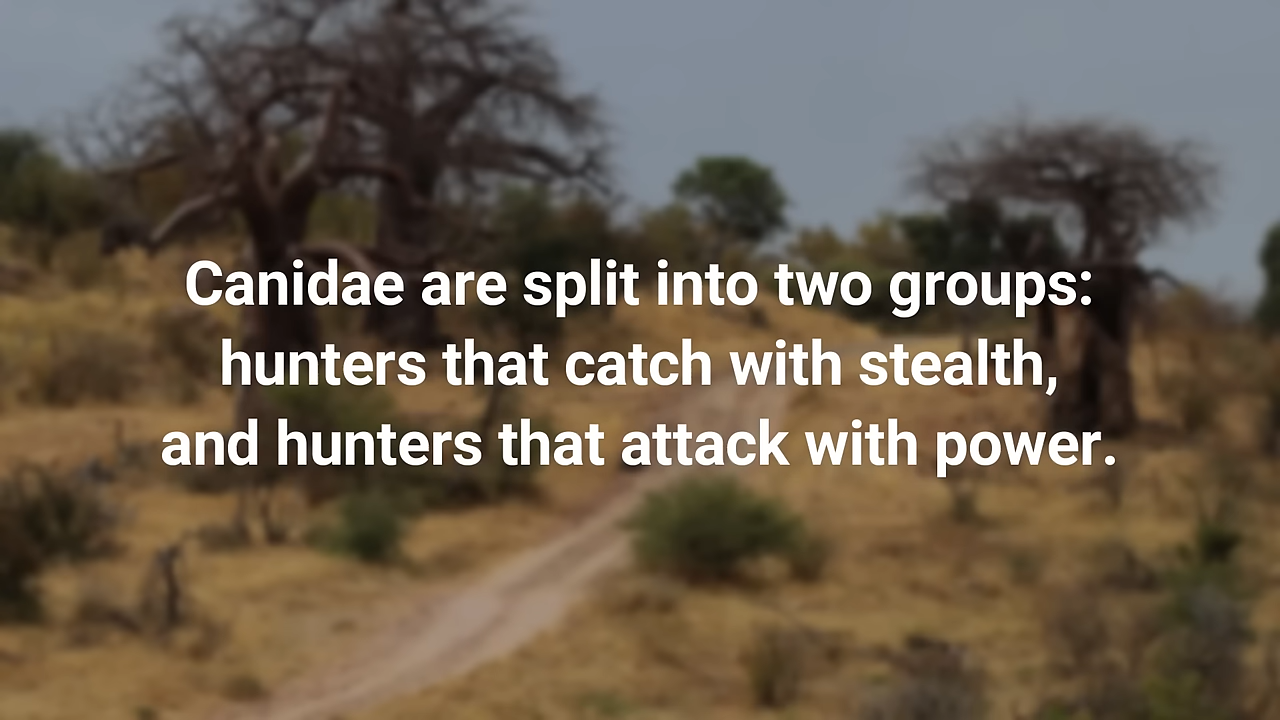 Canidae are split into two groups:
hunters that catch with stealth,
and hunters that attack with power.